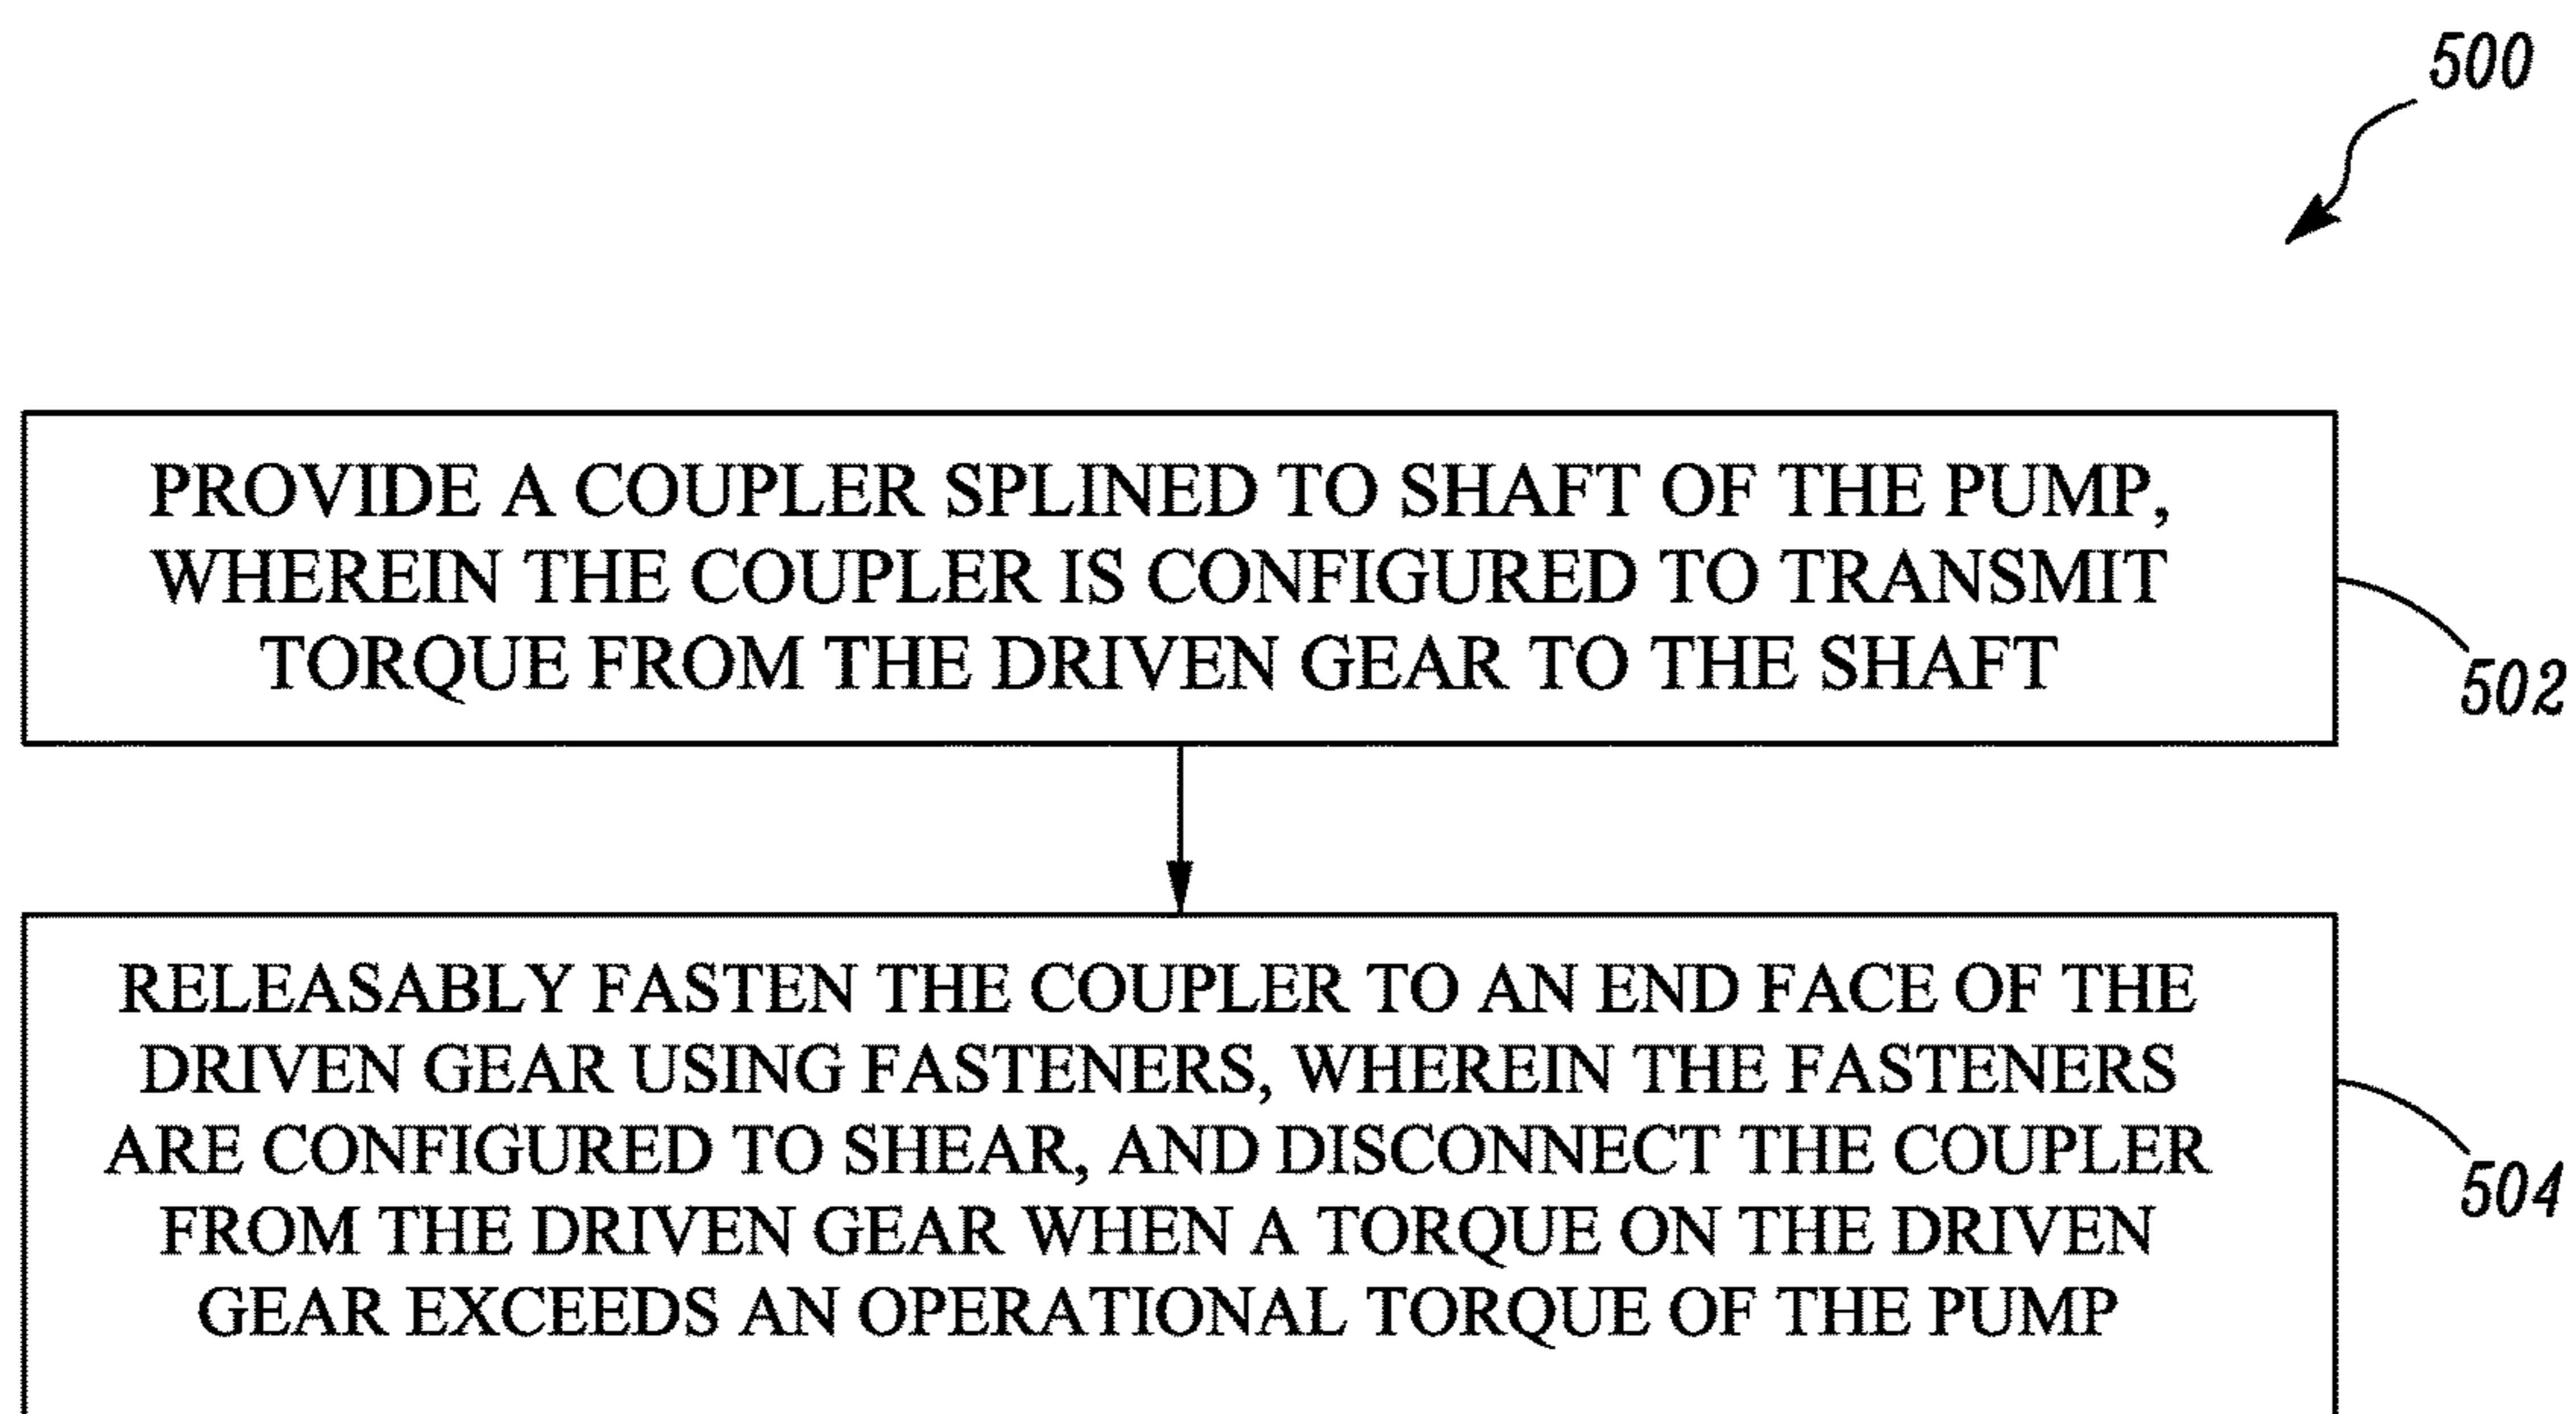 500
PROVIDE A COUPLER SPLINED TO SHAFT OF THE PUMP,
WHEREIN THE COUPLER IS CONFIGURED TO TRANSMIT
TORQUE FROM THE DRIVEN GEAR TO THE SHAFT
502
RELEASABLY FASTEN THE COUPLER TO AN END FACE OF THE
DRIVEN GEAR USING FASTENERS, WHEREIN THE FASTENERS
ARE CONFIGURED TO SHEAR, AND DISCONNECT THE COUPLER
FROM THE DRIVEN GEAR WHEN A TORQUE ON THE DRIVEN
GEAR EXCEEDS AN OPERATIONAL TORQUE OF THE PUMP
504